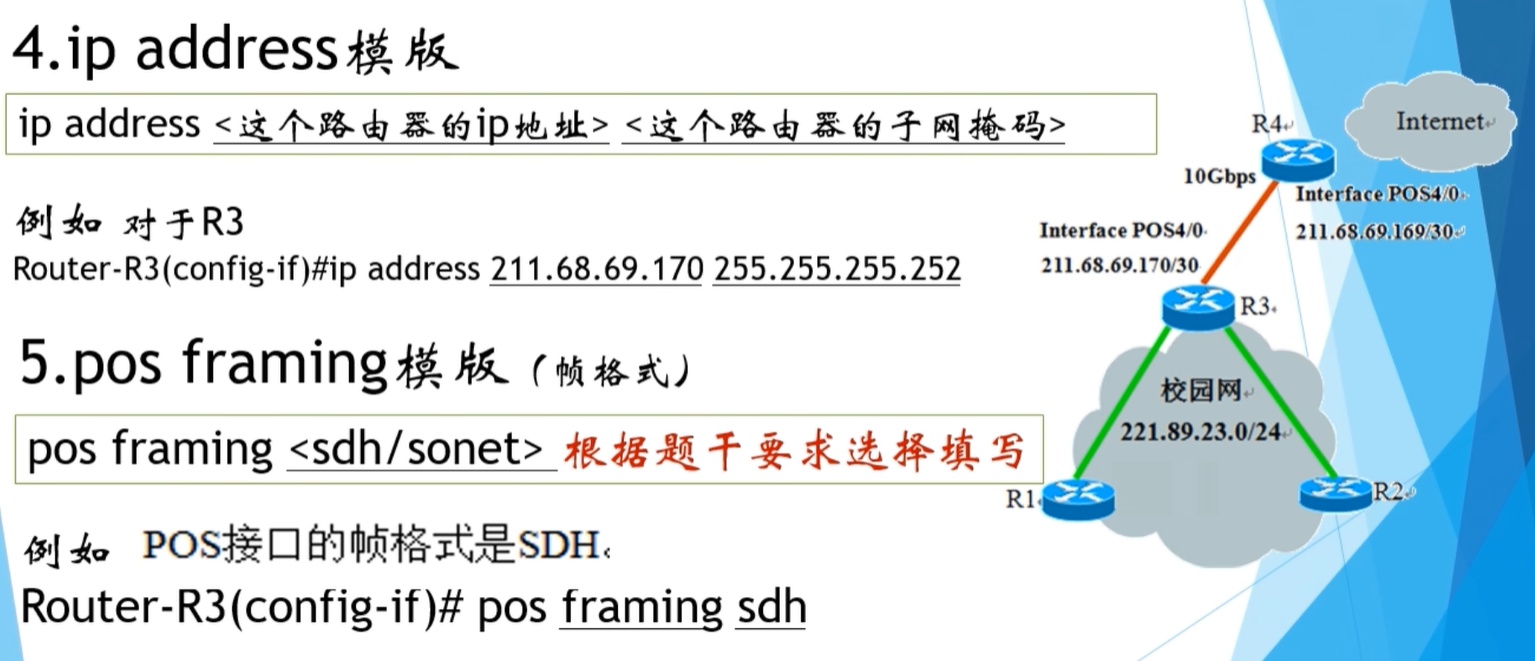 4.ip address模版
ip address <这个路由器的ip地址> <这个路由器的子网掩码>
例如 对于R3
Router-R3(config-if)#ip address 211.68.69.170 255.255.255.252
5.pos framing模版（帧格式）
pos framing <sdh/sonet> 根据题干要求选择填写
例如 POS接口的帧格式是SDH
Router-R3(config-if)# pos framing sdh
Internet
R4
10Gbps
Interface POS4/0
211.68.69.169/30
Interface POS4/0
211.68.69.170/30
R3
校园网
221.89.23.0/24
R1
R2